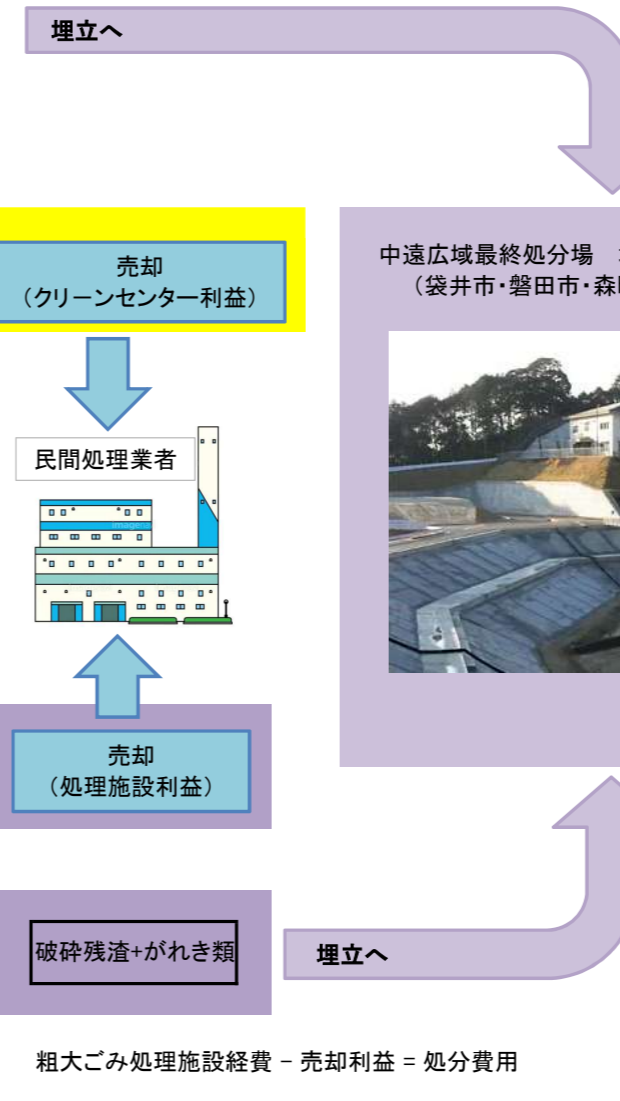 埋立へ
売却
（クリーンセンター利益）
中遠広域最終処分場
（袋井市・磐田市・森
民間処理業者
image
売却
（処理施設利益）
破砕残渣+がれき類
埋立へ
粗大ごみ処理施設経費 − 売却利益 = 処分費用